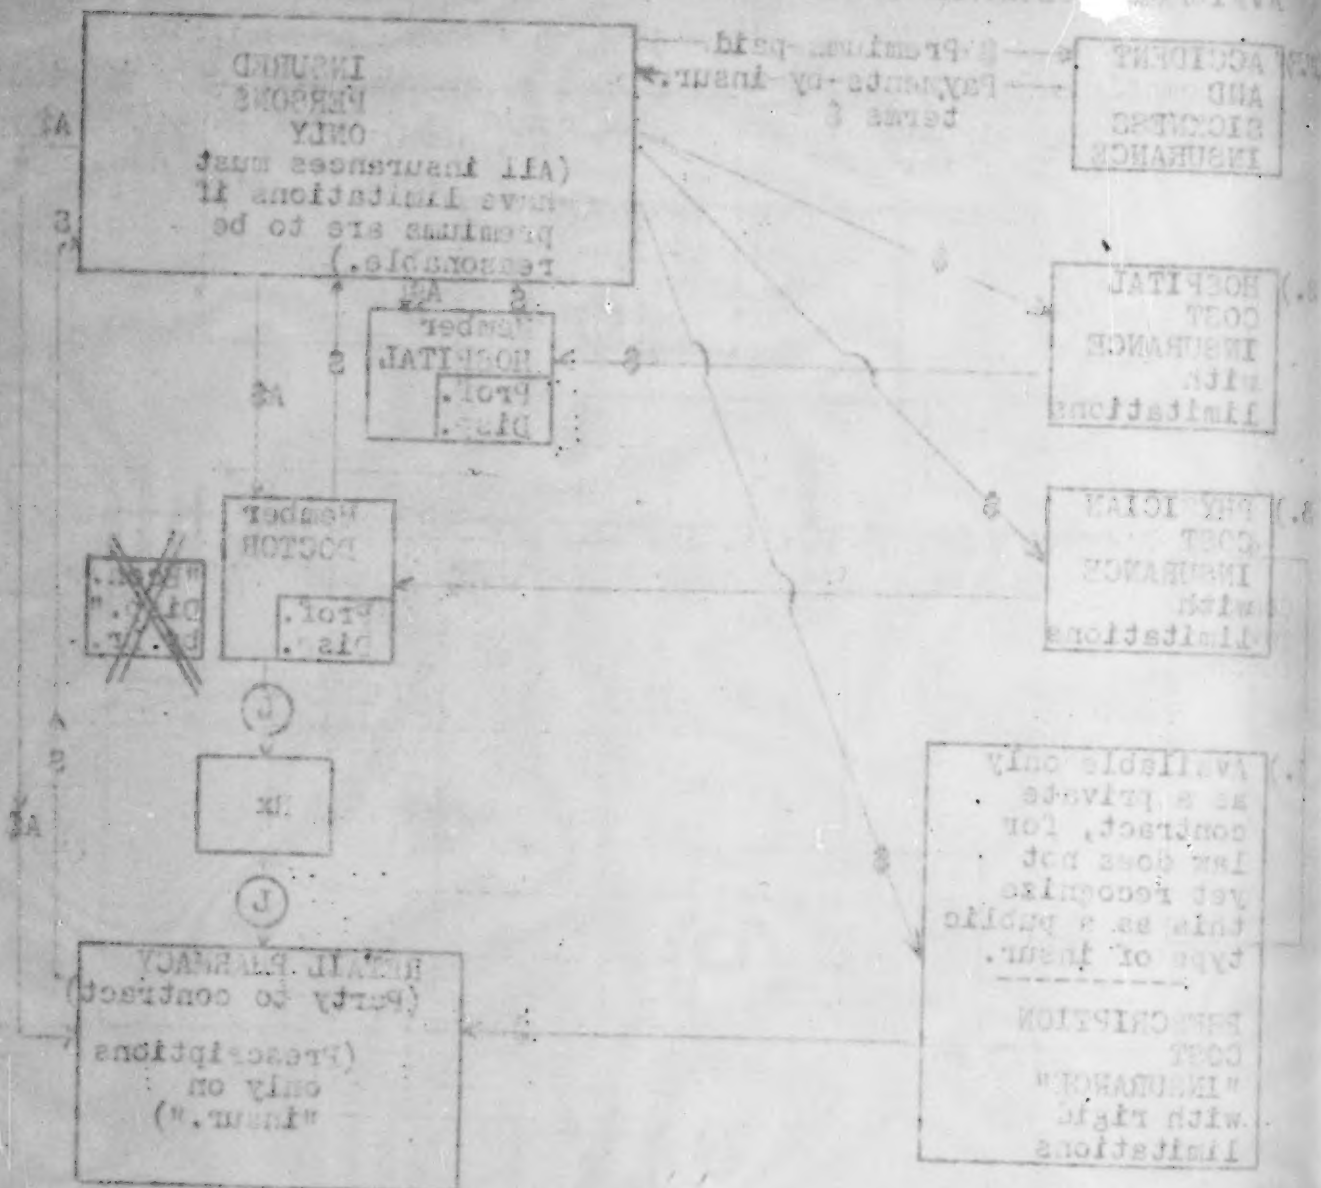 ACCIDENT
AND
SICKNESS
INSURANCE
$ Premiums paid
Payments by insur.
terms $
INSURED
PERSONS
ONLY
(All insurances must
have limitations if
premiums are to be
reasonable.)
A$
S
$
HOSPITAL
COST
INSURANCE
with
limitations
$
Member
HOSPITAL
Prof.
Disp.
S
A$
S
A$
PHYSICIAN
COST
INSURANCE
with
limitations
$
Member
DOCTOR
Prof.
Disp.
L
Rx
L
A
S
A$
Available only
as a private
contract, for
law does not
yet recognize
this as a public
type of insur.
----------
PRESCRIPTION
COST
"INSURANCE"
with rigid
limitations
$
$
RETAIL PHARMACY
(Party to contract)
(Prescriptions
only on
"insur.")